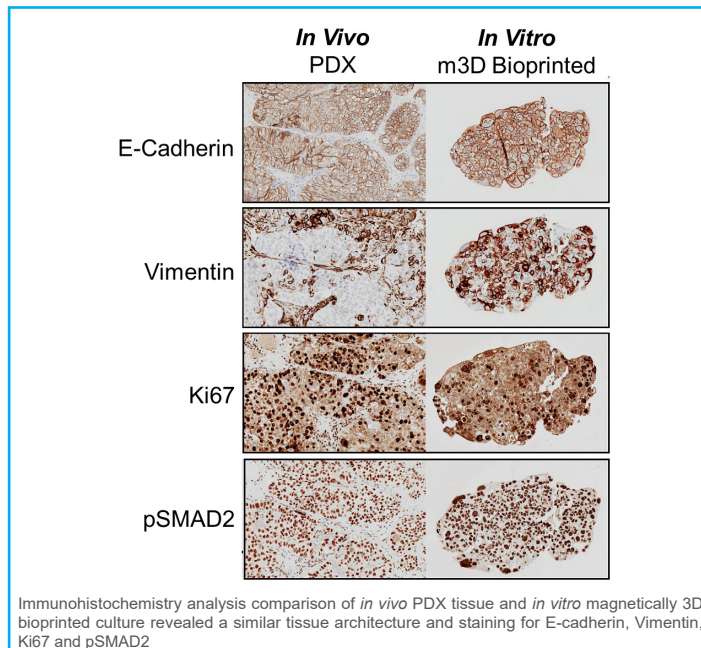 In Vivo In Vitro
PDX m3D Bioprinted
E-Cadherin
Vimentin
Ki67
pSMAD2
Immunohistochemistry analysis comparison of in vivo PDX tissue and in vitro magnetically 3D
bioprinted culture revealed a similar tissue architecture and staining for E-cadherin, Vimentin,
Ki67 and pSMAD2